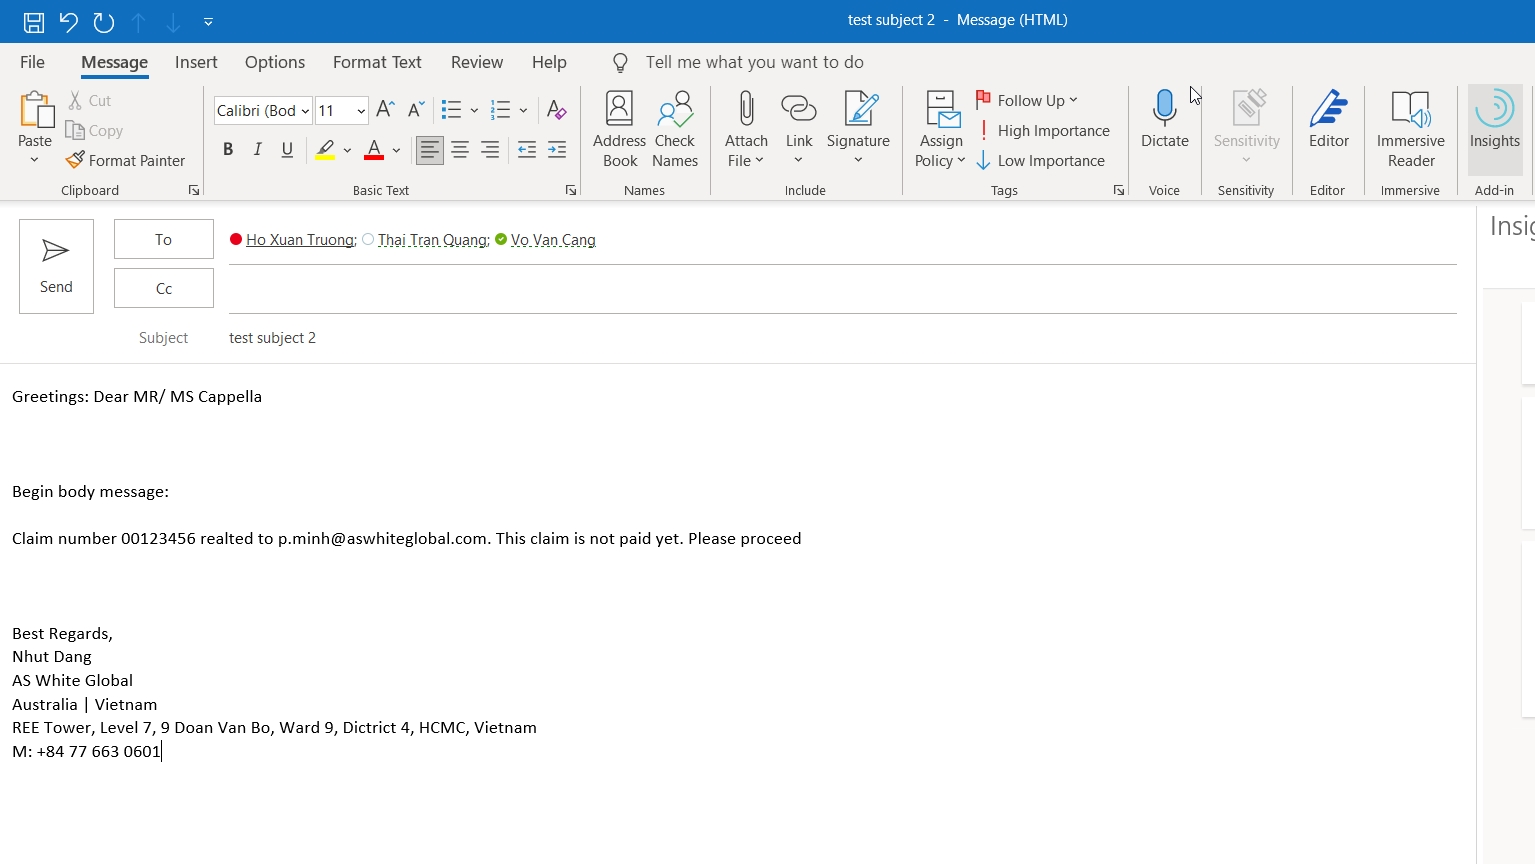 test subject 2 - Message (HTML)
File Message Insert Options Format Text Review Help Tell me what you want to do
Paste
Cut
Copy
Format Painter
Clipboard
Calibri (Bod 11
B I U
Basic Text
Address Book
Check Names
Names
Attach File
Link
Signature
Include
Assign Policy
Follow Up
High Importance
Low Importance
Tags
Dictate
Voice
Sensitivity
Sensitivity
Editor
Editor
Immersive Reader
Immersive
Insights
Add-in
Send
To
Ho Xuan Truong; Thai Tran Quang; Vo Van Cang
Cc
Subject test subject 2
Insig
Greetings: Dear MR/ MS Cappella
Begin body message:
Claim number 00123456 realted to p.minh@aswhiteglobal.com. This claim is not paid yet. Please proceed
Best Regards,
Nhut Dang
AS White Global
Australia | Vietnam
REE Tower, Level 7, 9 Doan Van Bo, Ward 9, Dictrict 4, HCMC, Vietnam
M: +84 77 663 0601